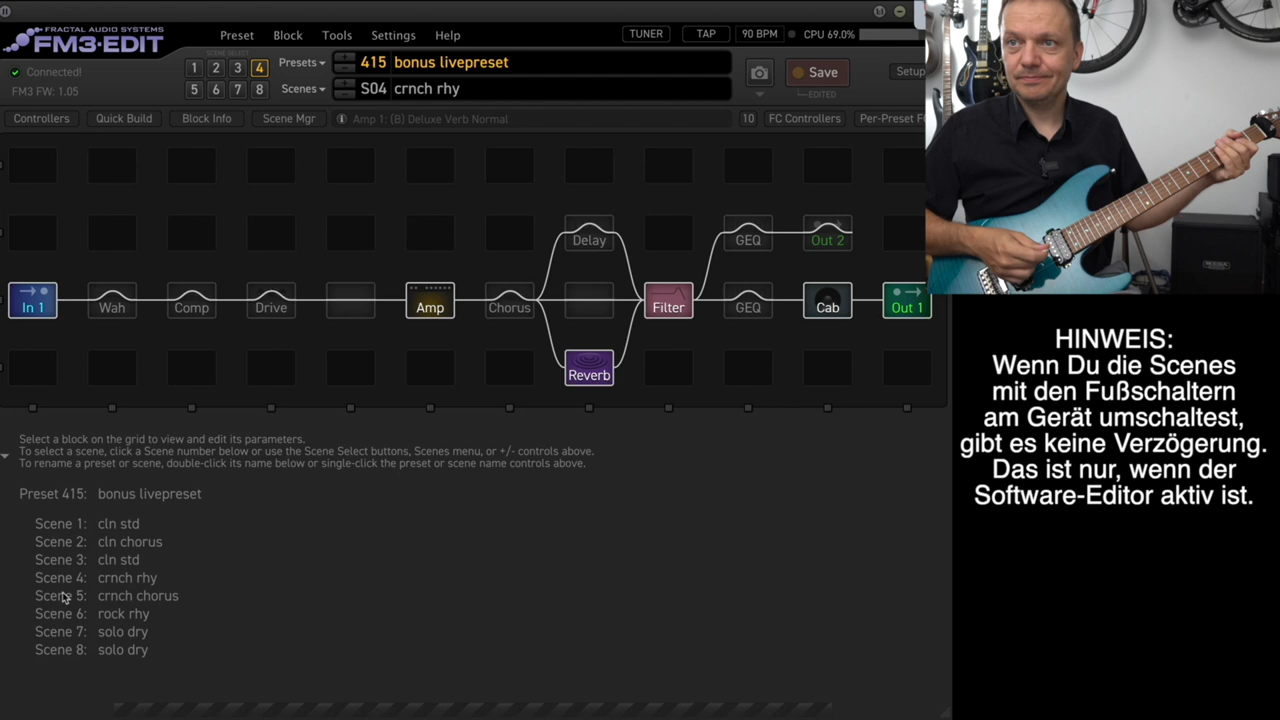 FRACTAL AUDIO SYSTEMS
FM3-EDIT
Preset Block Tools Settings Help
TUNER TAP 90 BPM CPU 69.0%
SCENE SELECT
1 2 3 4
5 6 7 8
Presets 415 bonus livepreset
Scenes S04 crnch rhy
Save
EDITED
Setup
Connected!
FM3 FW: 1.05
Controllers Quick Build Block Info Scene Mgr Amp 1: (B) Deluxe Verb Normal 10 FC Controllers Per-Preset F
Delay GEQ Out 2
In 1 Wah Comp Drive Amp Chorus Filter GEQ Cab Out 1
Reverb
Select a block on the grid to view and edit its parameters.
To select a scene, click a Scene number below or use the Scene Select buttons, Scenes menu, or +/- controls above.
To rename a preset or scene, double-click its name below or single-click the preset or scene name controls above.
Preset 415: bonus livepreset
Scene 1: cln std
Scene 2: cln chorus
Scene 3: cln std
Scene 4: crnch rhy
Scene 5: crnch chorus
Scene 6: rock rhy
Scene 7: solo dry
Scene 8: solo dry
HINWEIS:
Wenn Du die Scenes
mit den Fußschaltern
am Gerät umschaltest,
gibt es keine Verzögerung.
Das ist nur, wenn der
Software-Editor aktiv ist.